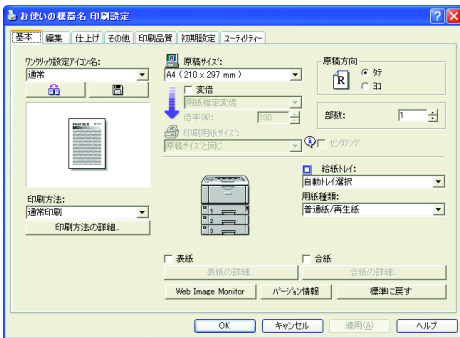 お使いの機器名 印刷設定
基本 編集 仕上げ その他 印刷品質 初期設定 ユーティリティー
ワンクリック設定アイコン名:
通常
印刷方法:
通常印刷
印刷方法の詳細...
原稿サイズ:
A4 (210 x 297 mm)
変倍
用紙指定変倍
倍率(%): 100
印刷用紙サイズ:
原稿サイズと同じ
原稿方向
R
タテ
ヨコ
部数: 1
センタリング
給紙トレイ:
自動トレイ選択
用紙種類:
普通紙/再生紙
1
2
3
表紙
表紙の詳細...
合紙
合紙の詳細...
Web Image Monitor バージョン情報 標準に戻す
OK キャンセル 適用(A) ヘルプ